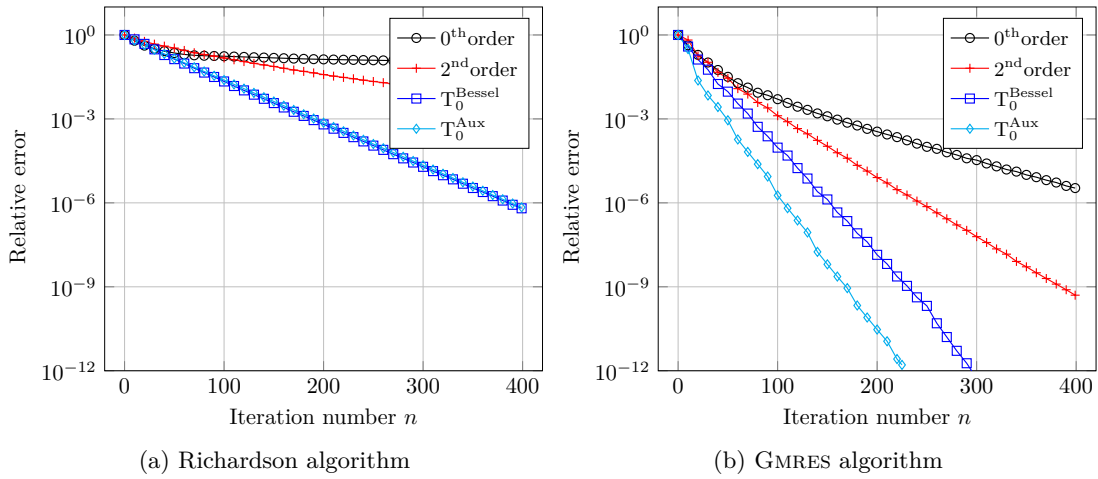 10^0
10^−3
10^−6
10^−9
10^−12
0
100
200
300
400
Relative error
Iteration number n
0^th order
2^nd order
T_0^Bessel
T_0^Aux
(a) Richardson algorithm
10^0
10^−3
10^−6
10^−9
10^−12
0
100
200
300
400
Relative error
Iteration number n
0^th order
2^nd order
T_0^Bessel
T_0^Aux
(b) GMRES algorithm